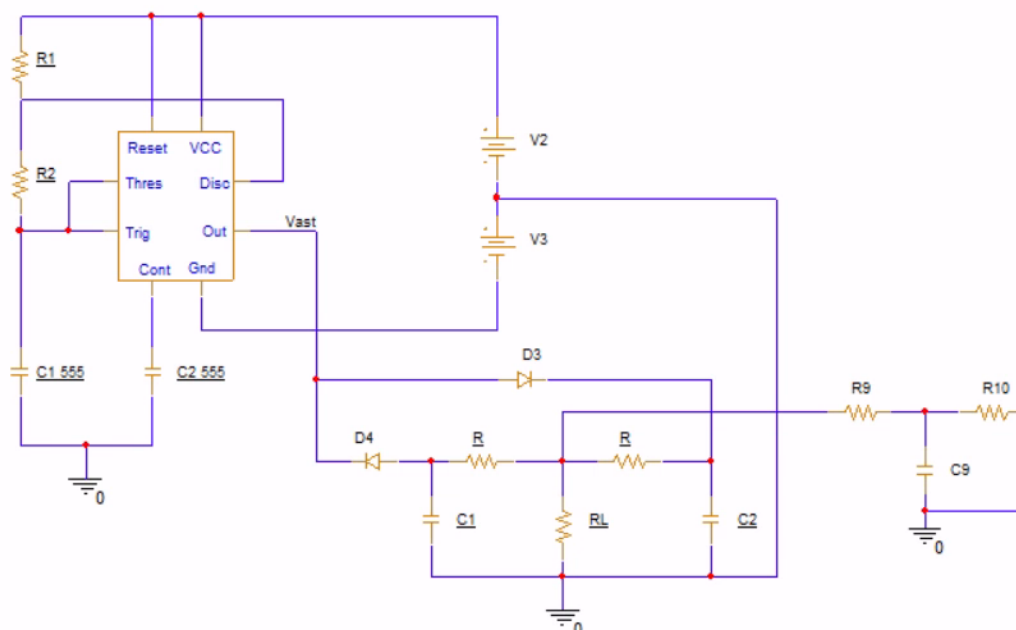 R1
Reset VCC
V2
R2
Thres Disc
Vast
Trig Out
V3
Cont Gnd
D3
C1 555 C2 555
R9 R10
D4 R R
C9
0
C1 RL C2
0
0